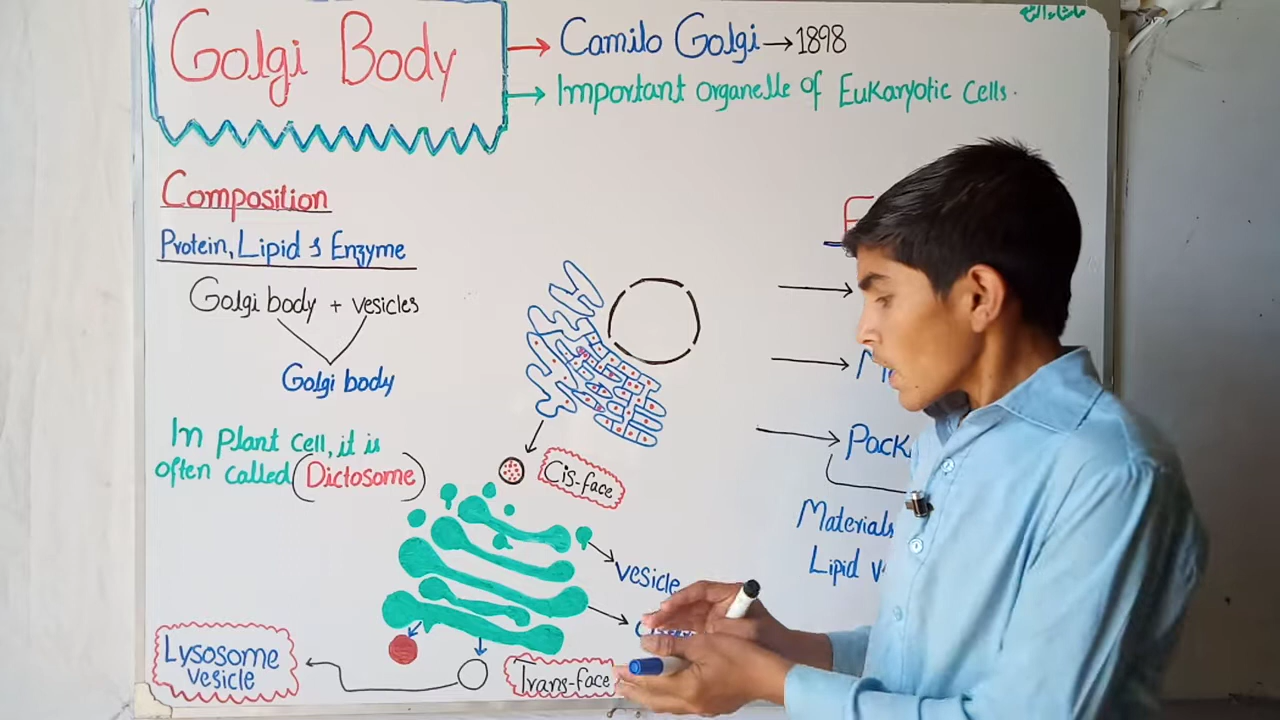 ماشاءالله
Golgi Body
Camilo Golgi → 1898
Important organelle of Eukaryotic Cells.
Composition
Protein, Lipid & Enzyme
Golgi body + vesicles
Golgi body
In Plant cell, it is
often called (Dictosome)
Cis-face
vesicle
Trans-face
Lysosome
vesicle
Materials
Lipid